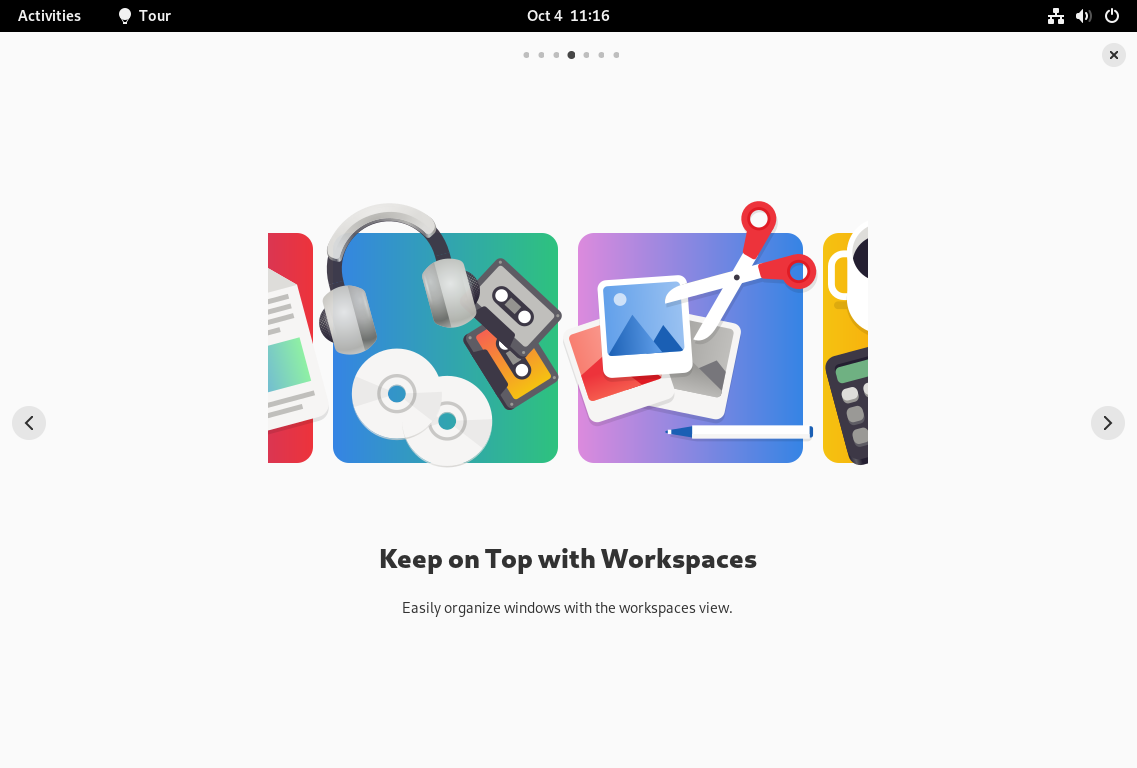 Activities Tour Oct 4 11:16
Keep on Top with Workspaces
Easily organize windows with the workspaces view.